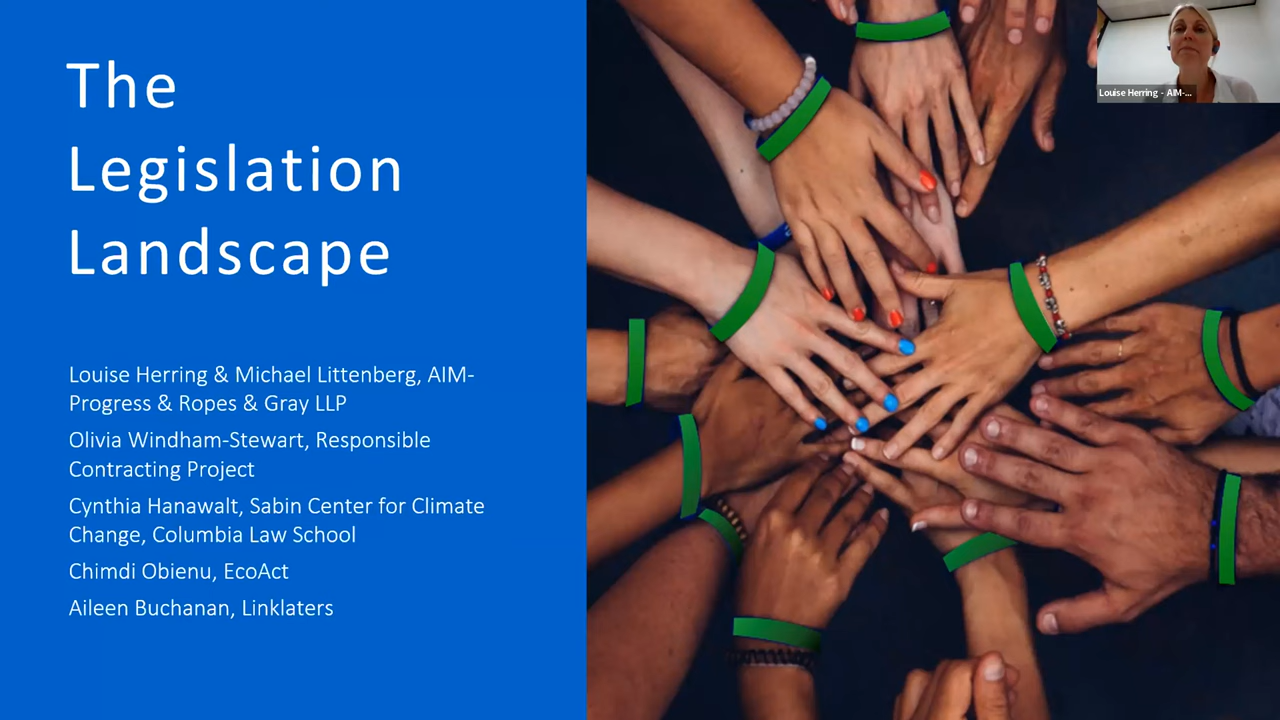 The
Legislation
Landscape
Louise Herring & Michael Littenberg, AIM-
Progress & Ropes & Gray LLP
Olivia Windham-Stewart, Responsible
Contracting Project
Cynthia Hanawalt, Sabin Center for Climate
Change, Columbia Law School
Chimdi Obienu, EcoAct
Aileen Buchanan, Linklaters
Louise Herring - AIM-...